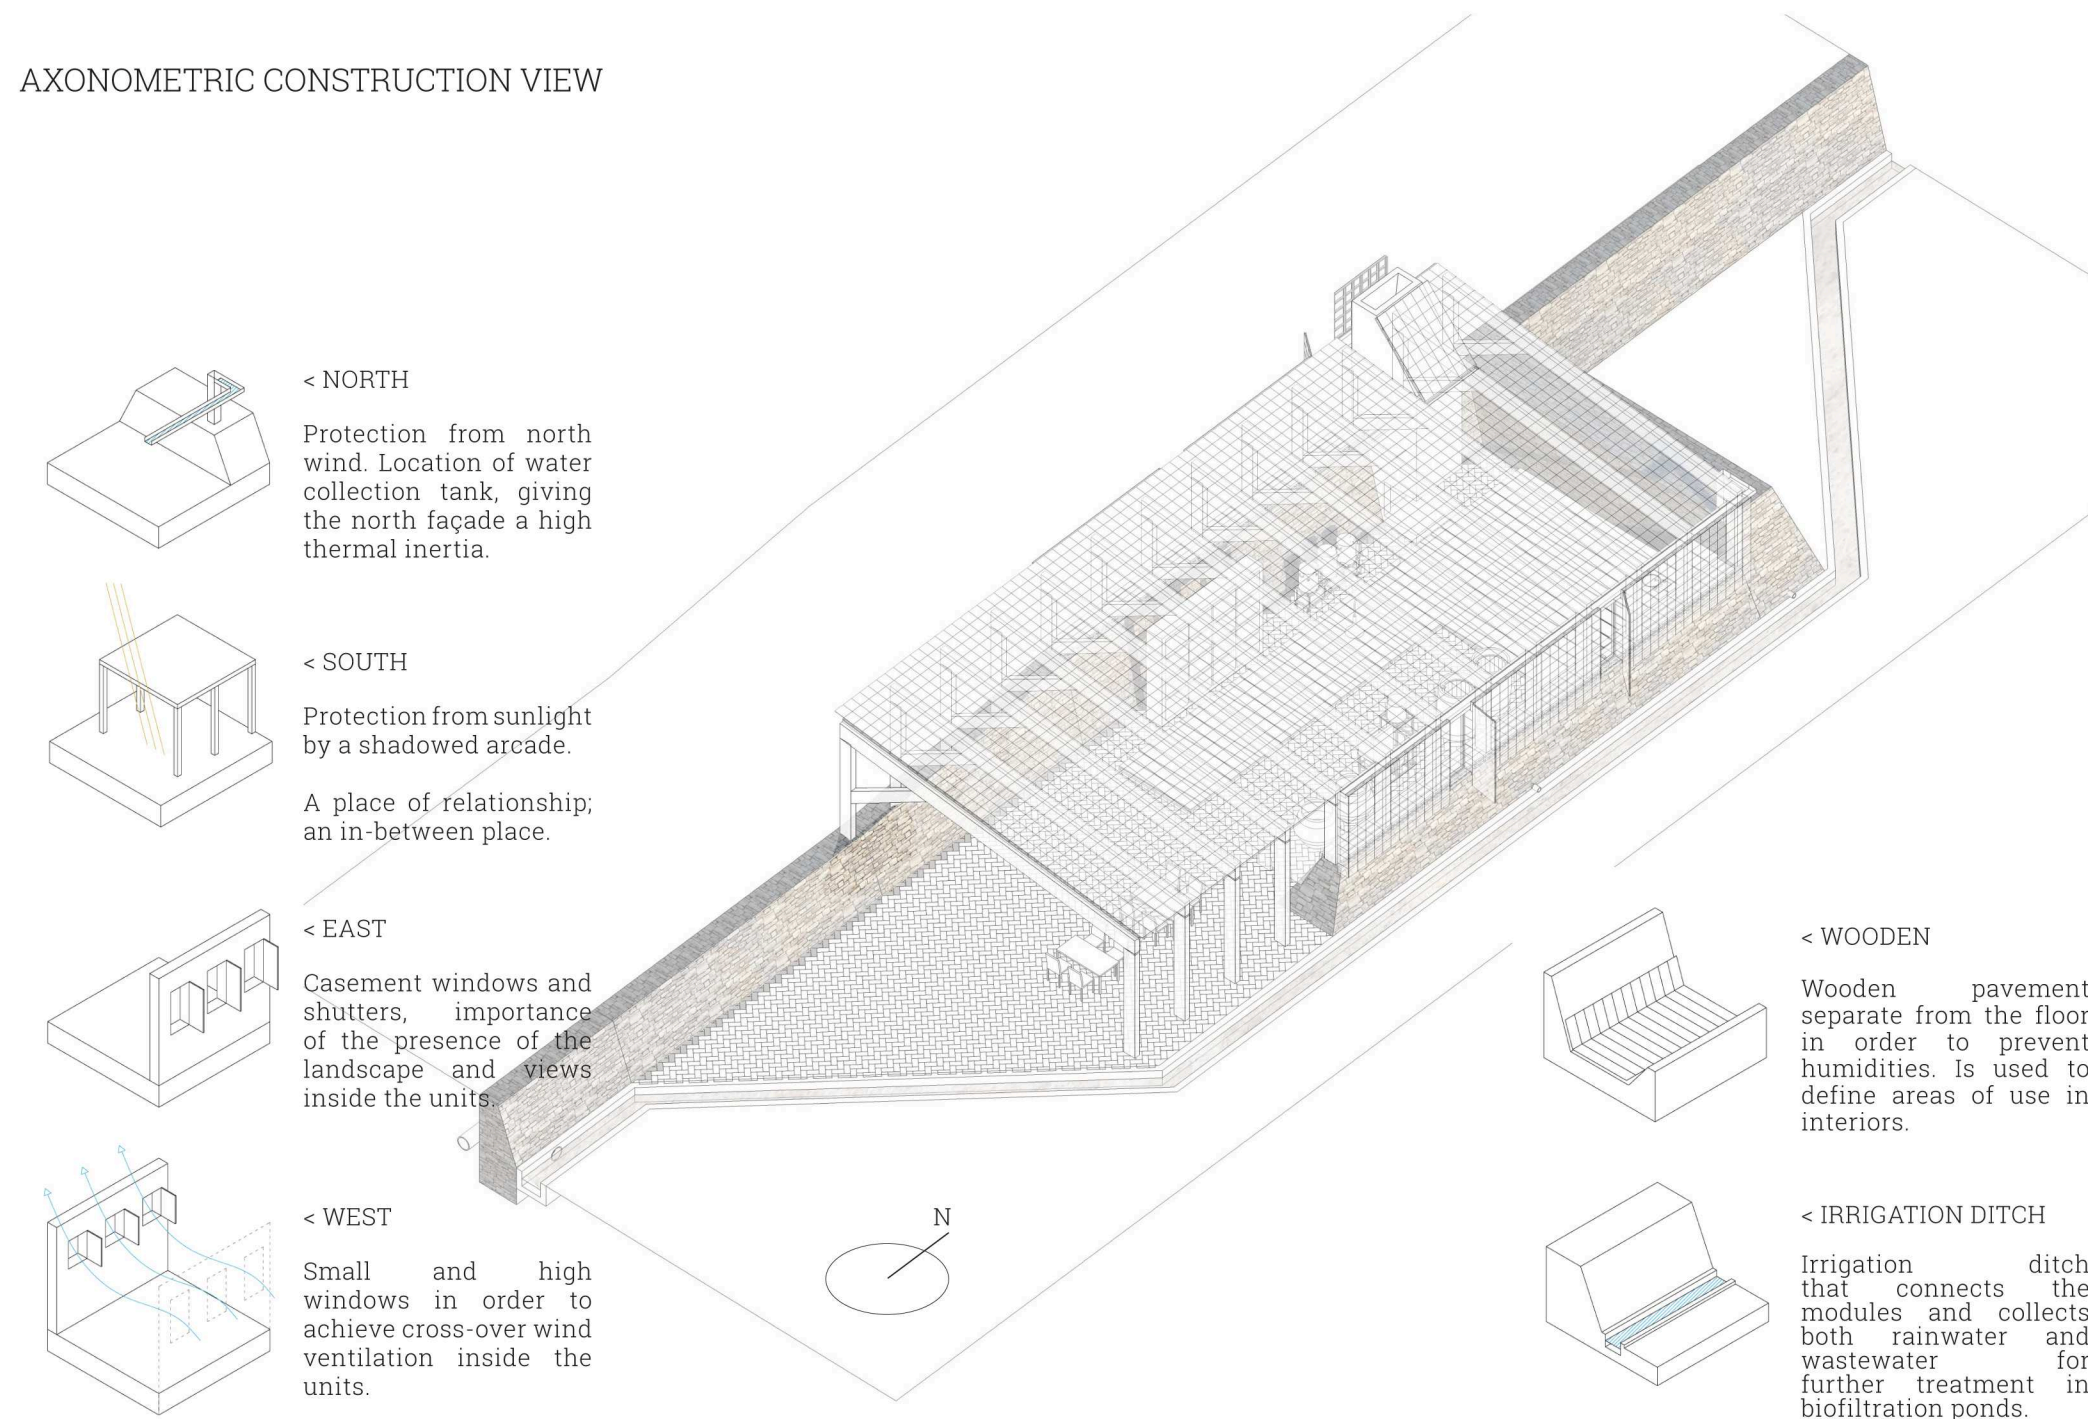 AXONOMETRIC CONSTRUCTION VIEW
< NORTH
Protection from north
wind. Location of water
collection tank, giving
the north façade a high
thermal inertia.
< SOUTH
Protection from sunlight
by a shadowed arcade.
A place of relationship;
an in-between place.
< EAST
Casement windows and
shutters, importance
of the presence of the
landscape and views
inside the units.
< WEST
Small and high
windows in order to
achieve cross-over wind
ventilation inside the
units.
N
< WOODEN
Wooden pavement
separate from the floor
in order to prevent
humidities. Is used to
define areas of use in
interiors.
< IRRIGATION DITCH
Irrigation ditch
that connects the
modules and collects
both rainwater and
wastewater for
further treatment in
biofiltration ponds.